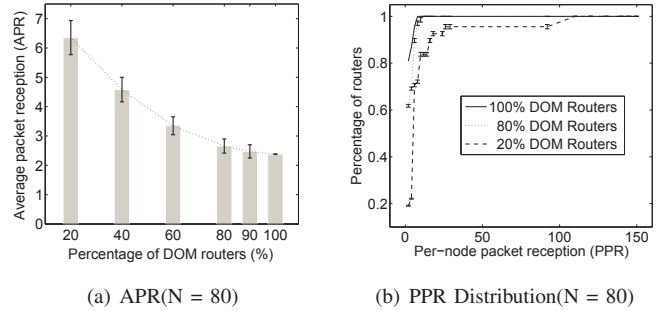 7
6
5
4
3
2
1
0
Average packet reception (APR)
20 40 60 80 90 100
Percentage of DOM routers (%)
(a) APR(N = 80)
1
0.8
0.6
0.4
0.2
Percentage of routers
100% DOM Routers
80% DOM Routers
20% DOM Routers
0 50 100 150
Per-node packet reception (PPR)
(b) PPR Distribution(N = 80)